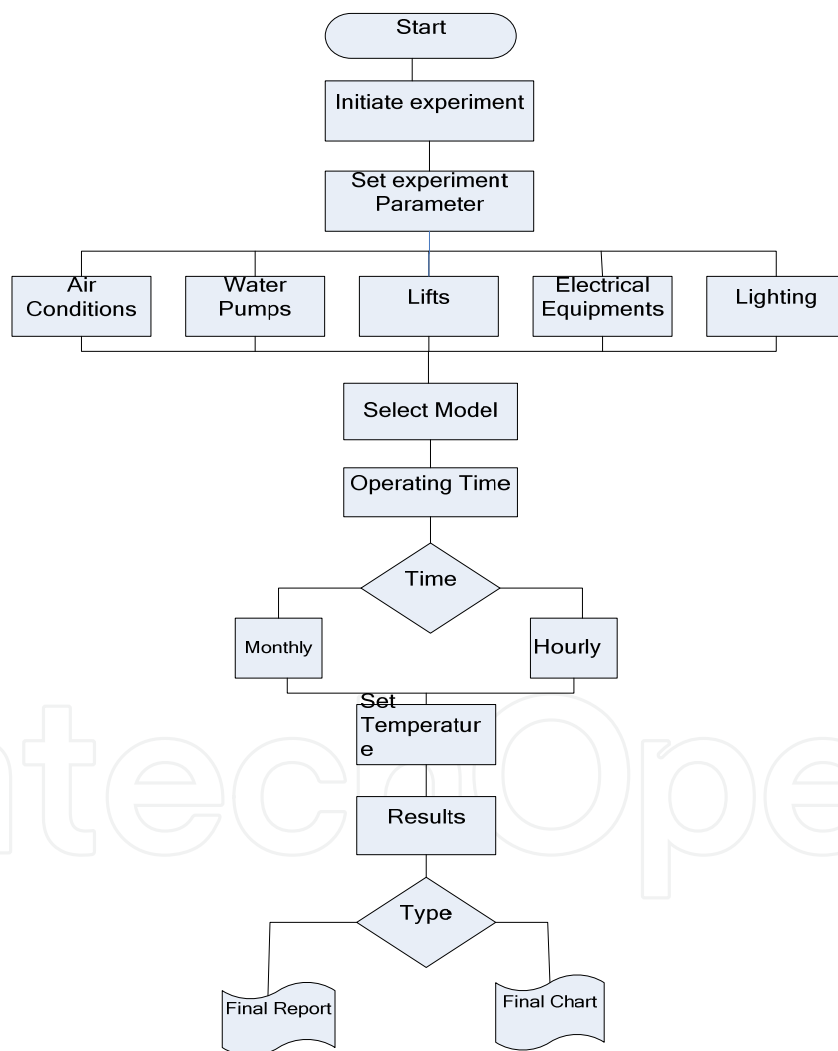 Start
Initiate experiment
Set experiment
Parameter
Air
Conditions
Water
Pumps
Lifts
Electrical
Equipments
Lighting
Select Model
Operating Time
Time
Monthly
Hourly
Set
Temperatur
e
Results
Type
Final Report
Final Chart
ntechOpe